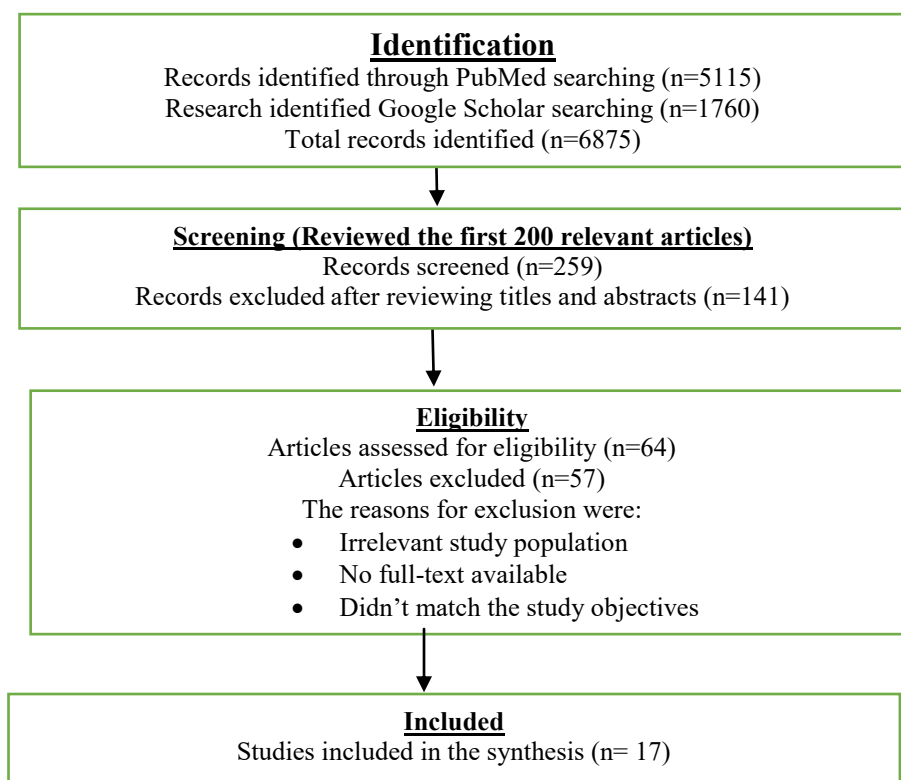 Identification
Records identified through PubMed searching (n=5115)
Research identified Google Scholar searching (n=1760)
Total records identified (n=6875)
Screening (Reviewed the first 200 relevant articles)
Records screened (n=259)
Records excluded after reviewing titles and abstracts (n=141)
Eligibility
Articles assessed for eligibility (n=64)
Articles excluded (n=57)
The reasons for exclusion were:
• Irrelevant study population
• No full-text available
• Didn’t match the study objectives
Included
Studies included in the synthesis (n= 17)